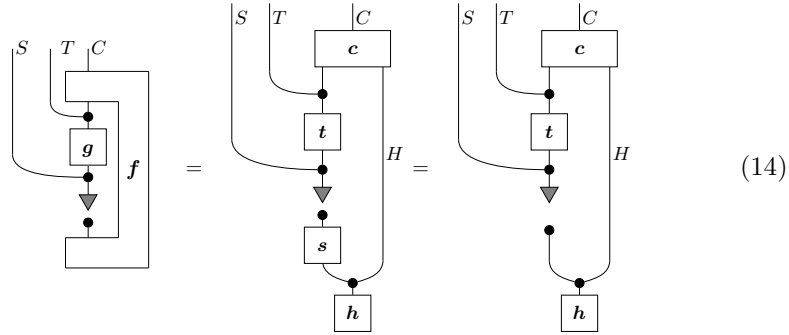 S T C S T C S T C
c c
t t
g
f = H = H (14)
s
h h